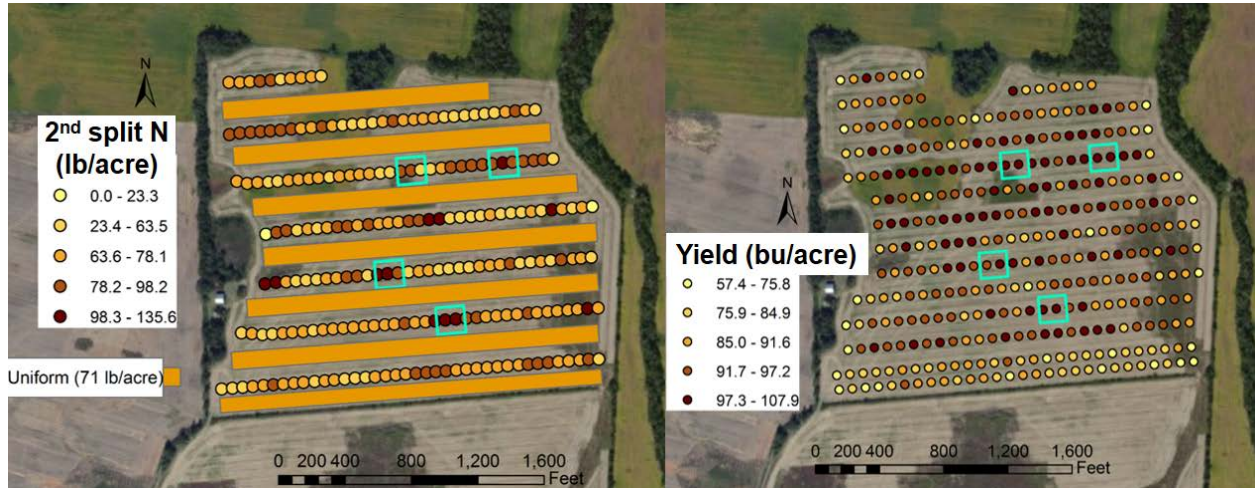 N
2nd split N
(lb/acre)
0.0 - 23.3
23.4 - 63.5
63.6 - 78.1
78.2 - 98.2
98.3 - 135.6
Uniform (71 lb/acre)
0 200 400 800 1,200 1,600
Feet
N
Yield (bu/acre)
57.4 - 75.8
75.9 - 84.9
85.0 - 91.6
91.7 - 97.2
97.3 - 107.9
0 200 400 800 1,200 1,600
Feet